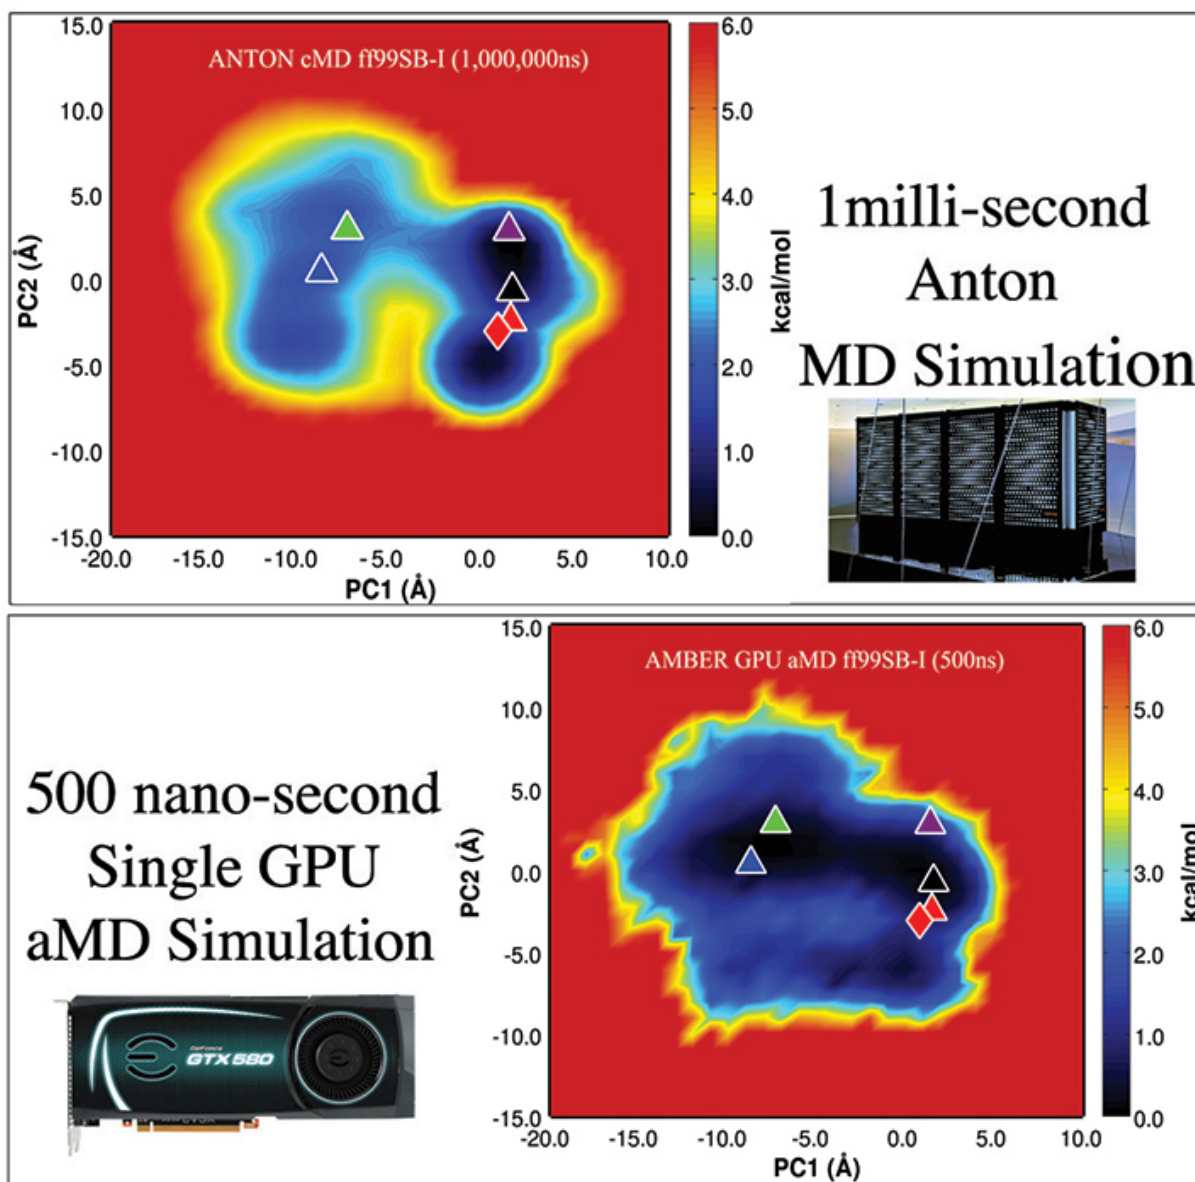 15.0
10.0
5.0
0.0
-5.0
-10.0
-15.0
PC2 (Å)
ANTON cMD ff99SB-I (1,000,000ns)
-20.0 -15.0 -10.0 -5.0 0.0 5.0 10.0
PC1 (Å)
6.0
5.0
4.0
3.0
2.0
1.0
0.0
kcal/mol
1milli-second
Anton
MD Simulation
500 nano-second
Single GPU
aMD Simulation
GEFORCE
GTX 580
15.0
10.0
5.0
0.0
-5.0
-10.0
-15.0
PC2 (Å)
AMBER GPU aMD ff99SB-I (500ns)
-20.0 -10.0 -5.0 0.0 5.0 10.0
PC1 (Å)
6.0
5.0
4.0
3.0
2.0
1.0
0.0
kcal/mol